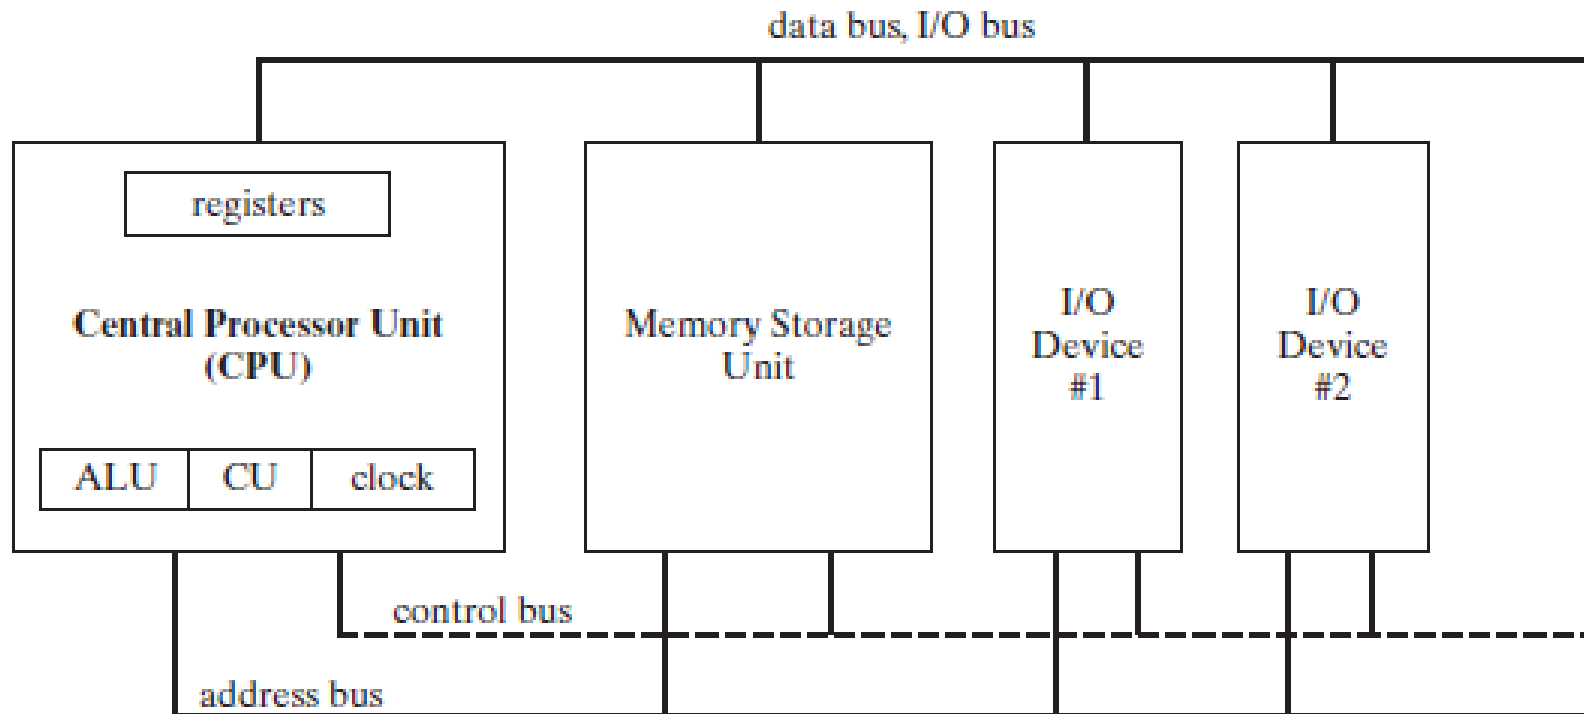 data bus, I/O bus
registers
Central Processor Unit
(CPU)
ALU
CU
clock
Memory Storage
Unit
I/O
Device
#1
I/O
Device
#2
control bus
address bus